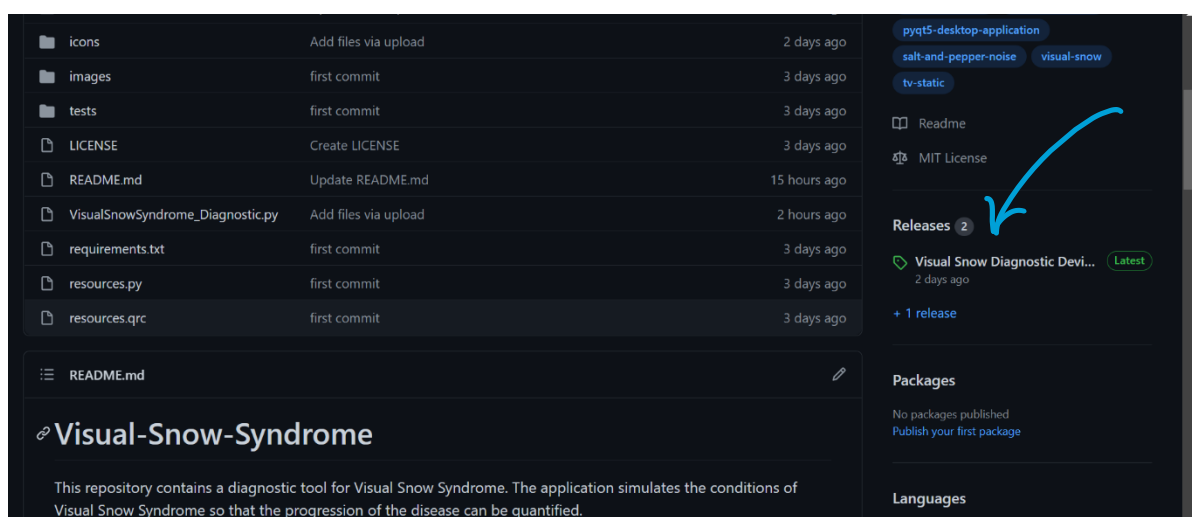 icons Add files via upload 2 days ago
images first commit 3 days ago
tests first commit 3 days ago
LICENSE Create LICENSE 3 days ago
README.md Update README.md 15 hours ago
VisualSnowSyndrome_Diagnostic.py Add files via upload 2 hours ago
requirements.txt first commit 3 days ago
resources.py first commit 3 days ago
resources.qrc first commit 3 days ago
README.md
Visual-Snow-Syndrome
This repository contains a diagnostic tool for Visual Snow Syndrome. The application simulates the conditions of
Visual Snow Syndrome so that the progression of the disease can be quantified.
pyqt5-desktop-application
salt-and-pepper-noise visual-snow
tv-static
Readme
MIT License
Releases 2
Visual Snow Diagnostic Devi... Latest
2 days ago
+ 1 release
Packages
No packages published
Publish your first package
Languages